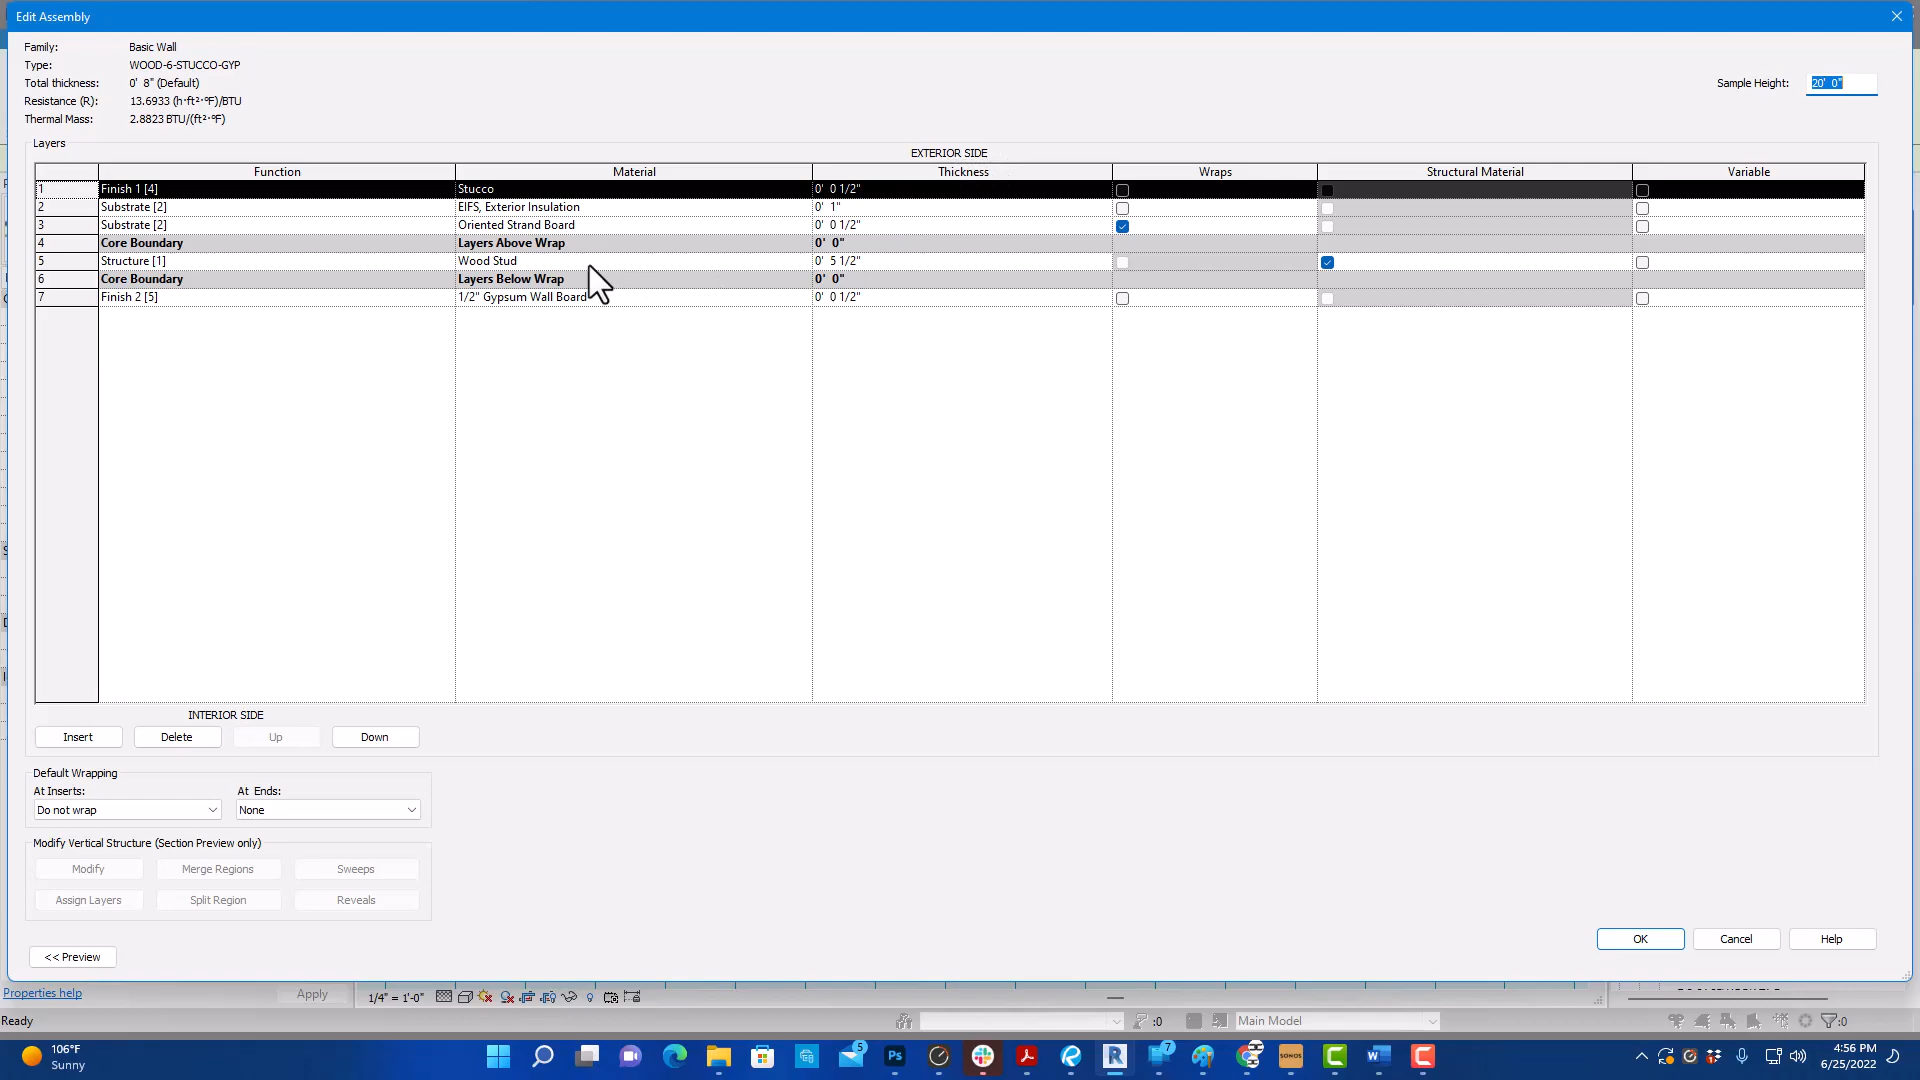 Edit Assembly
Family: Basic Wall
Type: WOOD-6-STUCCO-GYP
Total thickness: 0' 8" (Default)
Sample Height: 20' 0"
Resistance (R): 13.6933 (h·ft²·°F)/BTU
Thermal Mass: 2.8823 BTU/(ft²·°F)
Layers
EXTERIOR SIDE
Function Material Thickness Wraps Structural Material Variable
1 Finish 1 [4] Stucco 0' 0 1/2"
2 Substrate [2] EIFS, Exterior Insulation 0' 1"
3 Substrate [2] Oriented Strand Board 0' 0 1/2"
4 Core Boundary Layers Above Wrap 0' 0"
5 Structure [1] Wood Stud 0' 5 1/2"
6 Core Boundary Layers Below Wrap 0' 0"
7 Finish 2 [5] 1/2" Gypsum Wall Board 0' 0 1/2"
INTERIOR SIDE
Insert Delete Up Down
Default Wrapping
At Inserts: At Ends:
Do not wrap None
Modify Vertical Structure (Section Preview only)
Modify Merge Regions Sweeps
Assign Layers Split Region Reveals
OK Cancel Help
<< Preview
Properties help Apply 1/4" = 1'-0"
Ready :0 Main Model :0
106°F
Sunny
5 Ps 7 SONOS
4:56 PM
6/25/2022